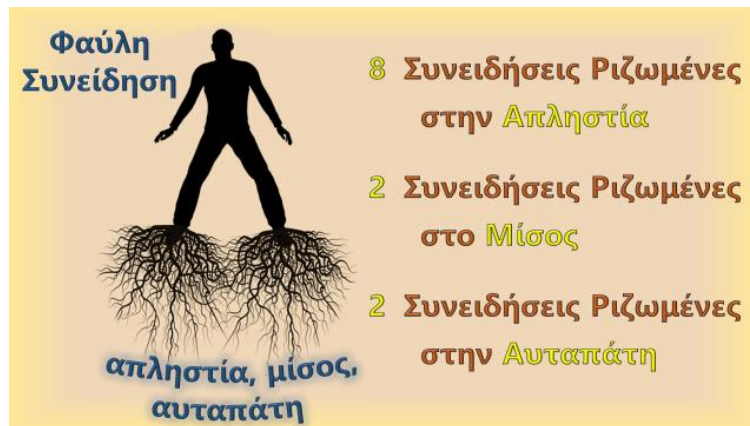 Φαύλη
Συνείδηση
8 Συνειδήσεις Ριζωμένες
στην Απληστία
2 Συνειδήσεις Ριζωμένες
στο Μίσος
2 Συνειδήσεις Ριζωμένες
στην Αυταπάτη
απληστία, μίσος,
αυταπάτη